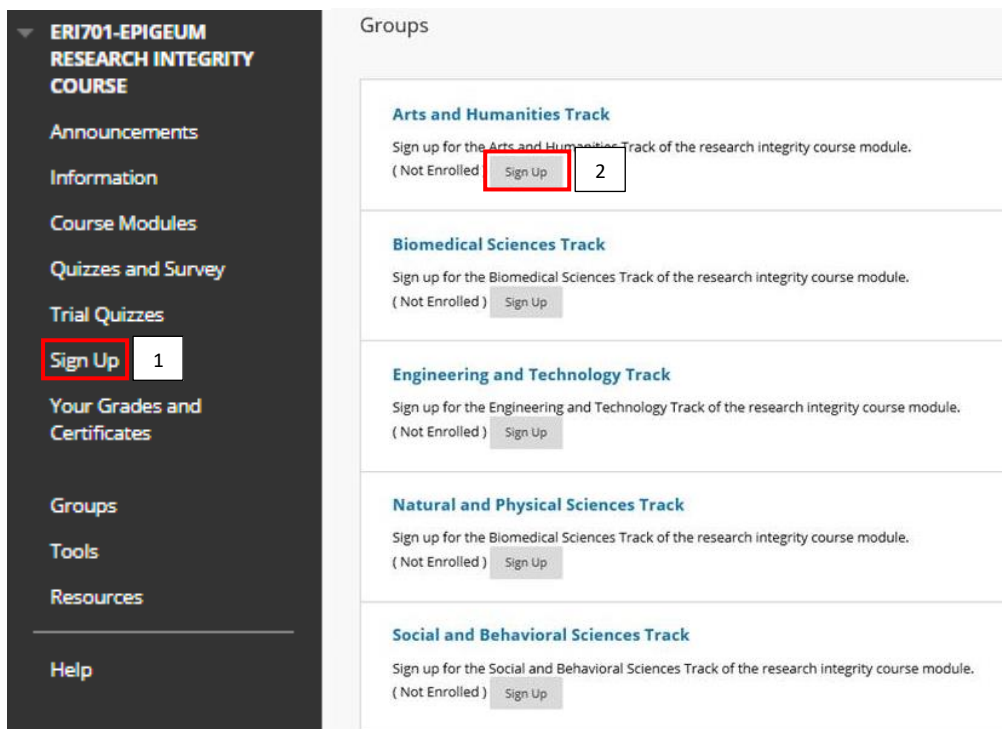 ERI701-EPIGEUM
RESEARCH INTEGRITY
COURSE
Announcements
Information
Course Modules
Quizzes and Survey
Trial Quizzes
Sign Up
1
Your Grades and
Certificates
Groups
Tools
Resources
Help
Groups
Arts and Humanities Track
Sign up for the Arts and Humanities Track of the research integrity course module.
( Not Enrolled ) Sign Up 2
Biomedical Sciences Track
Sign up for the Biomedical Sciences Track of the research integrity course module.
( Not Enrolled ) Sign Up
Engineering and Technology Track
Sign up for the Engineering and Technology Track of the research integrity course module.
( Not Enrolled ) Sign Up
Natural and Physical Sciences Track
Sign up for the Biomedical Sciences Track of the research integrity course module.
( Not Enrolled ) Sign Up
Social and Behavioral Sciences Track
Sign up for the Social and Behavioral Sciences Track of the research integrity course module.
( Not Enrolled ) Sign Up